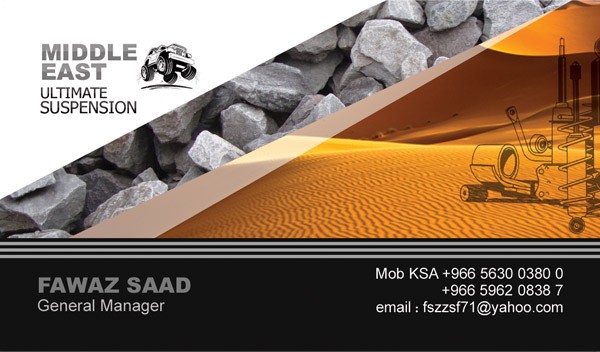 MIDDLE
EAST
ULTIMATE
SUSPENSION
FAWAZ SAAD
General Manager
Mob KSA +966 5630 0380 0
+966 5962 0838 7
email : fszzsf71@yahoo.com